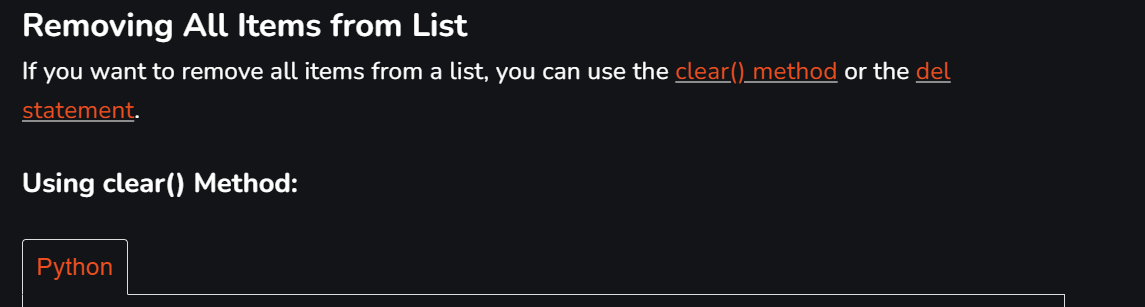 Removing All Items from List
If you want to remove all items from a list, you can use the clear() method or the del
statement.
Using clear() Method:
Python